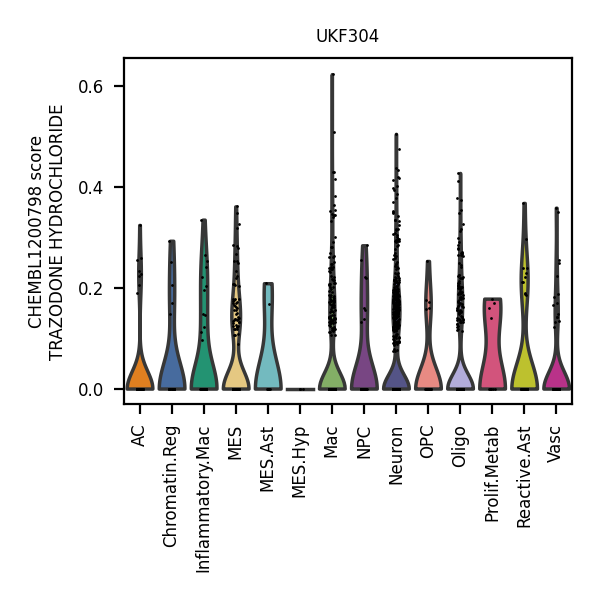 UKF304
CHEMBL1200798 score
TRAZODONE HYDROCHLORIDE
0.6
0.4
0.2
0.0
AC
Chromatin.Reg
Inflammatory.Mac
MES
MES.Ast
MES.Hyp
Mac
NPC
Neuron
OPC
Oligo
Prolif.Metab
Reactive.Ast
Vasc